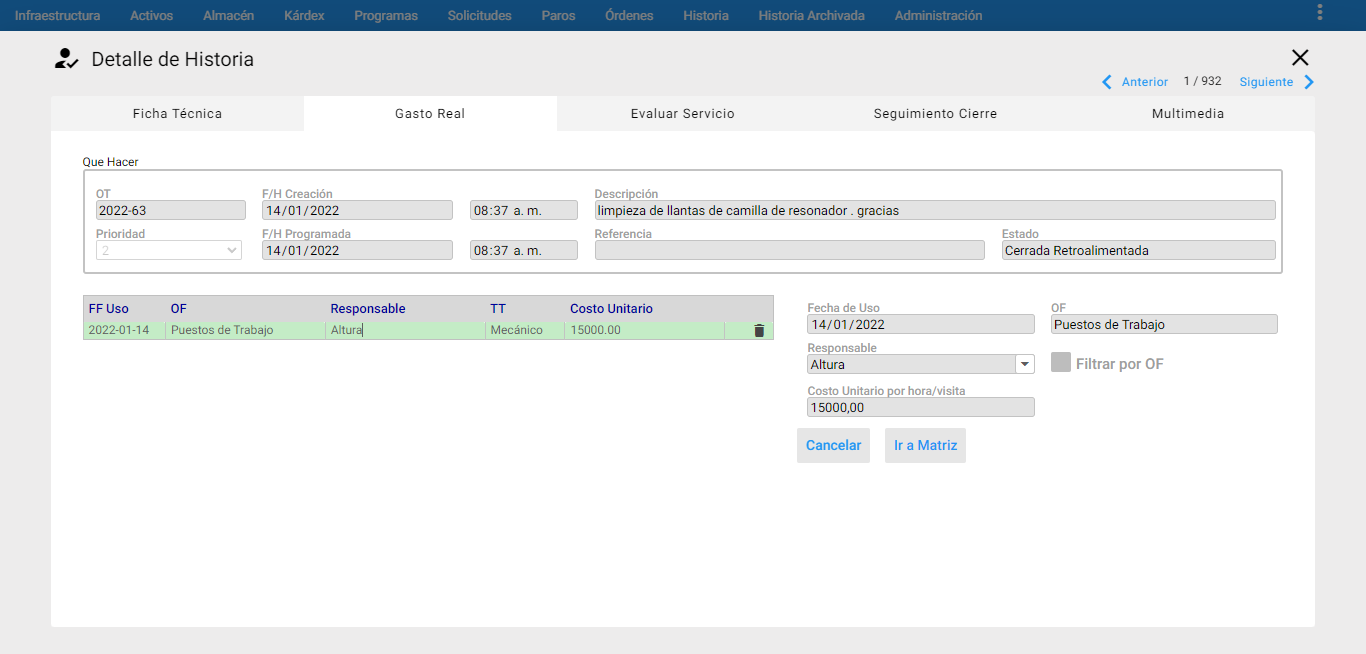 Infraestructura Activos Almacén Kárdex Programas Solicitudes Paros Órdenes Historia Historia Archivada Administración
Detalle de Historia
Anterior 1 / 932 Siguiente
Ficha Técnica Gasto Real Evaluar Servicio Seguimiento Cierre Multimedia
Que Hacer
OT F/H Creación Descripción
2022-63 14/01/2022 08:37 a. m. limpieza de llantas de camilla de resonador . gracias
Prioridad F/H Programada Referencia Estado
2 14/01/2022 08:37 a. m. Cerrada Retroalimentada
FF Uso OF Responsable TT Costo Unitario
2022-01-14 Puestos de Trabajo Altura Mecánico 15000.00
Fecha de Uso OF
14/01/2022 Puestos de Trabajo
Responsable
Altura Filtrar por OF
Costo Unitario por hora/visita
15000,00
Cancelar Ir a Matriz